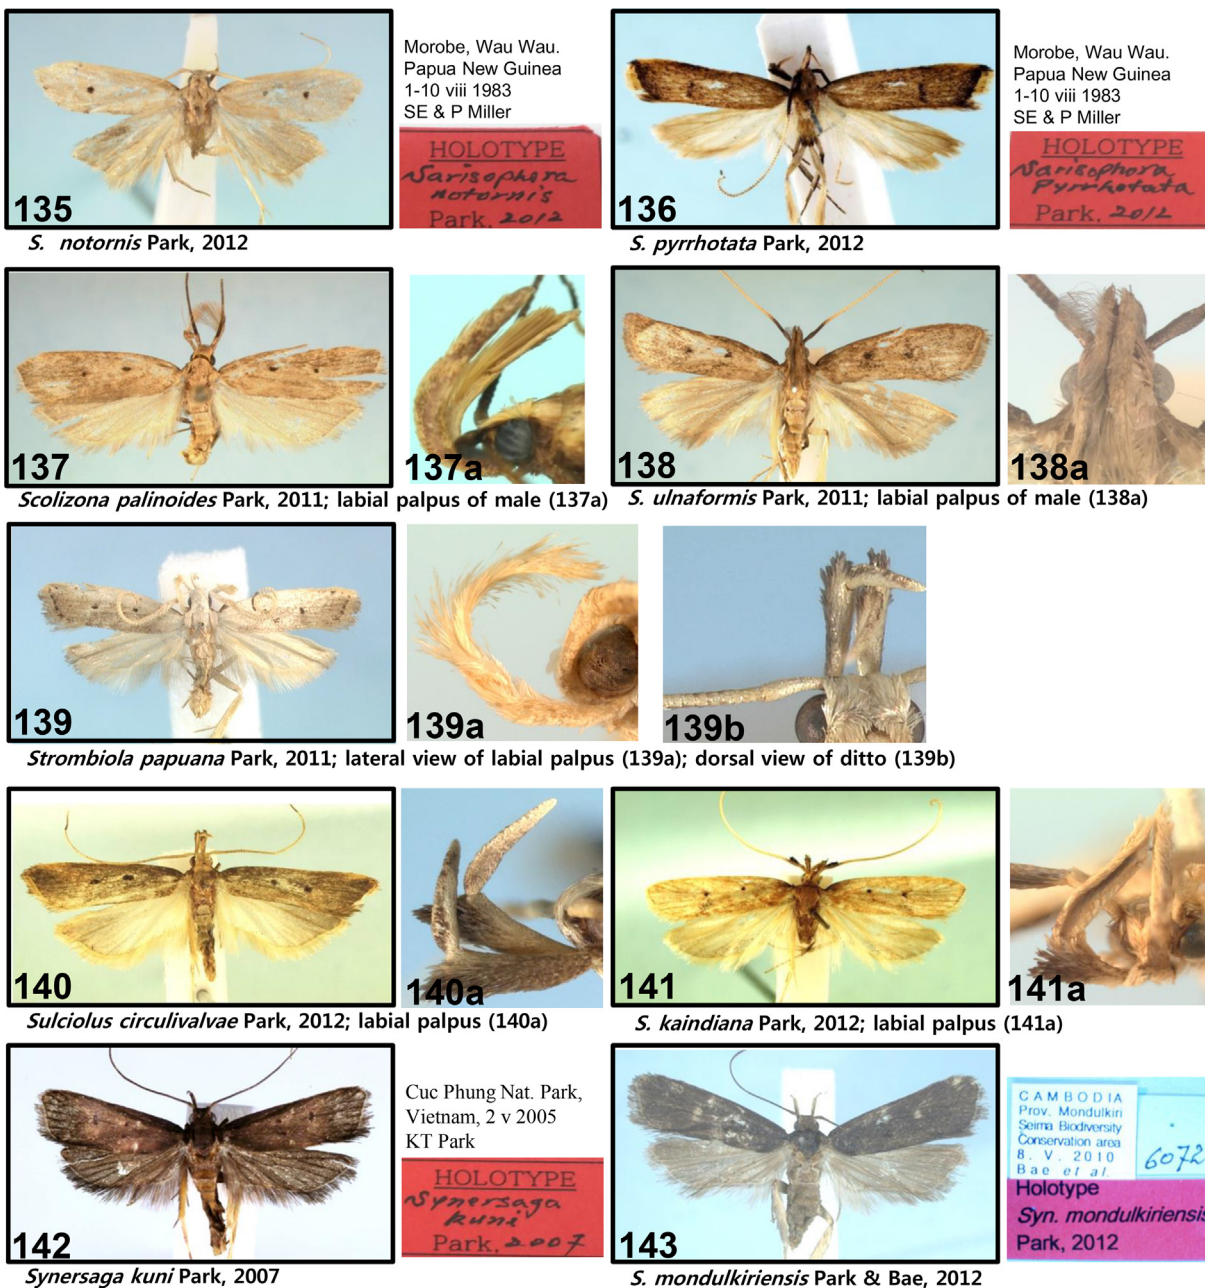 Morobe, Wau Wau.
Papua New Guinea
1-10 viii 1983
SE & P Miller
HOLOTYPE
Sarisophora
notornis
Park, 2012
135
S. notornis Park, 2012
Morobe, Wau Wau.
Papua New Guinea
1-10 viii 1983
SE & P Miller
HOLOTYPE
Sarisophora
Pyrrhotata
Park, 2012
136
S. pyrrhotata Park, 2012
137
137a
Scolizona palinoides Park, 2011; labial palpus of male (137a)
138
138a
S. ulnaformis Park, 2011; labial palpus of male (138a)
139
139a
139b
Strombiola papuana Park, 2011; lateral view of labial palpus (139a); dorsal view of ditto (139b)
140
140a
Sulciolus circulivalvae Park, 2012; labial palpus (140a)
141
141a
S. kaindiana Park, 2012; labial palpus (141a)
142
Cuc Phung Nat. Park,
Vietnam, 2 v 2005
KT Park
HOLOTYPE
Synersaga
kuni
Park, 2007
Synersaga kuni Park, 2007
143
CAMBODIA
Prov. Mondulkiri
Seima Biodiversity
Conservation area
8. V. 2010
Bae et al.
6072
Holotype
Syn. mondulkiriensis
Park, 2012
S. mondulkiriensis Park & Bae, 2012